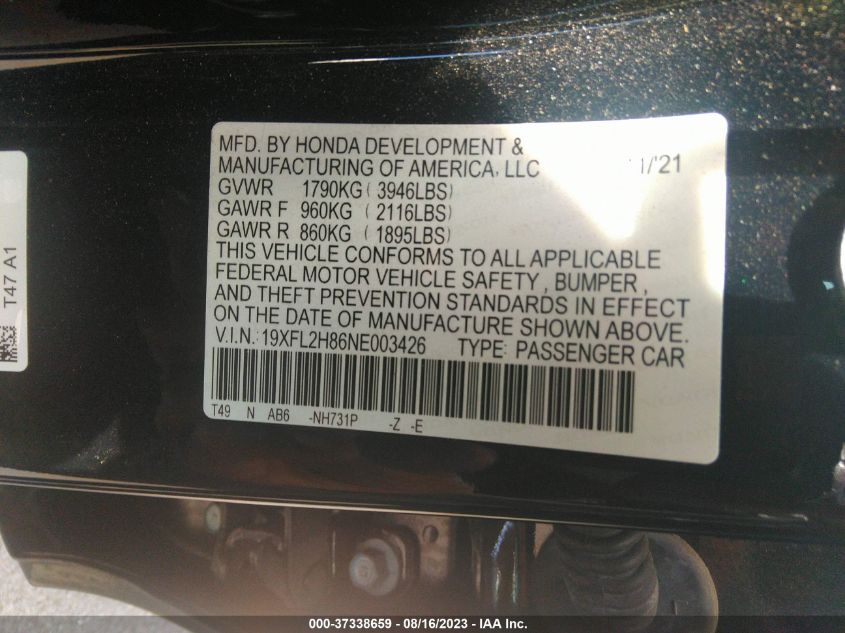 MFD. BY HONDA DEVELOPMENT &
MANUFACTURING OF AMERICA, LLC 1/'21
GVWR 1790KG ( 3946LBS)
GAWR F 960KG ( 2116LBS)
GAWR R 860KG ( 1895LBS)
THIS VEHICLE CONFORMS TO ALL APPLICABLE
FEDERAL MOTOR VEHICLE SAFETY , BUMPER ,
AND THEFT PREVENTION STANDARDS IN EFFECT
ON THE DATE OF MANUFACTURE SHOWN ABOVE.
V.I.N.: 19XFL2H86NE003426 TYPE: PASSENGER CAR
T49 N AB6 -NH731P -Z -E
T47 A1
000-37338659 - 08/16/2023 - IAA Inc.